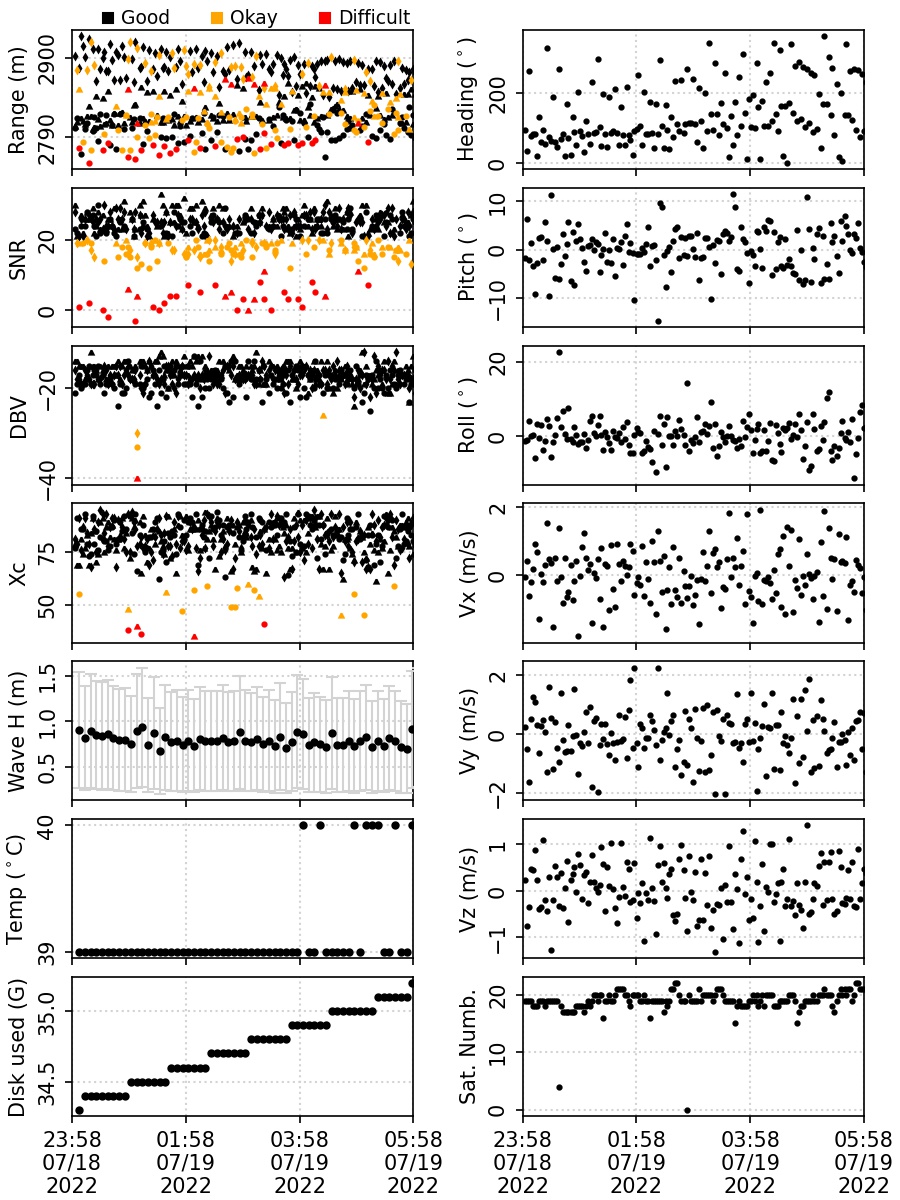 Good Okay Difficult
Range (m)
2900
2790
Heading (°)
200
0
SNR
20
0
Pitch (°)
10
0
−10
DBV
−20
−40
Roll (°)
20
0
Xc
75
50
Vx (m/s)
2
0
Wave H (m)
1.5
1.0
0.5
Vy (m/s)
2
0
−2
Temp (°C)
40
39
Vz (m/s)
1
0
−1
Disk used (G)
35.0
34.5
Sat. Numb.
20
10
0
23:58 01:58 03:58 05:58 23:58 01:58 03:58 05:58
07/18 07/19 07/19 07/19 07/18 07/19 07/19 07/19
2022 2022 2022 2022 2022 2022 2022 2022